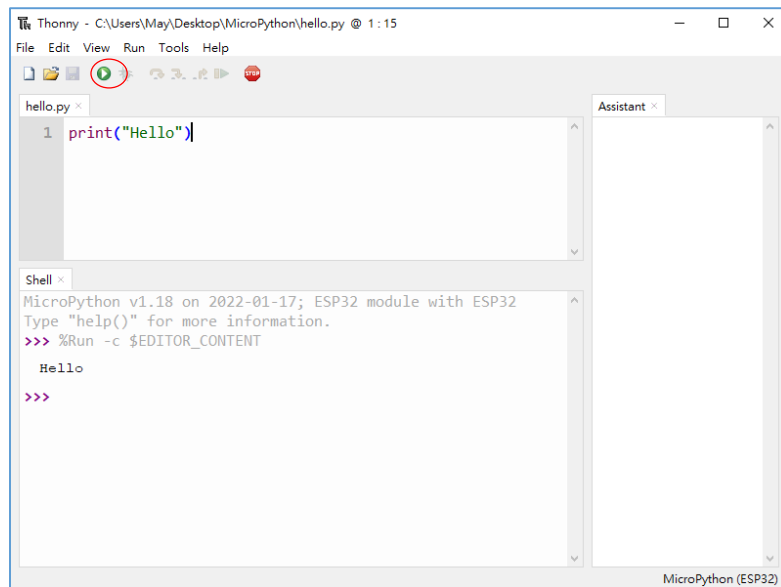 Thonny - C:\Users\May\Desktop\MicroPython\hello.py @ 1:15
File Edit View Run Tools Help
STOP
hello.py ×
Assistant ×
1 print("Hello")
Shell ×
MicroPython v1.18 on 2022-01-17; ESP32 module with ESP32
Type "help()" for more information.
>>> %Run -c $EDITOR_CONTENT
Hello
>>>
MicroPython (ESP32)